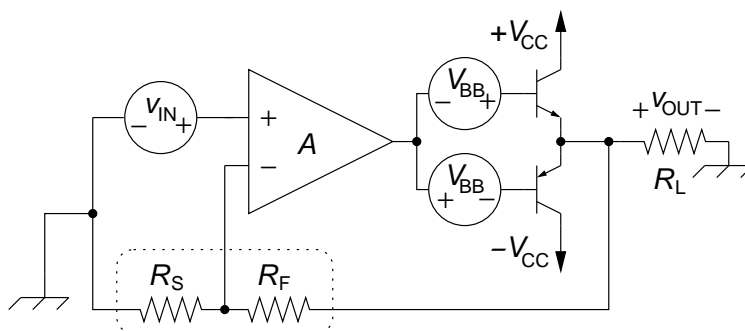 +VCC
vIN
− +
+
−
A
VBB
− +
VBB
+ −
+ vOUT −
RL
−VCC
RS
RF